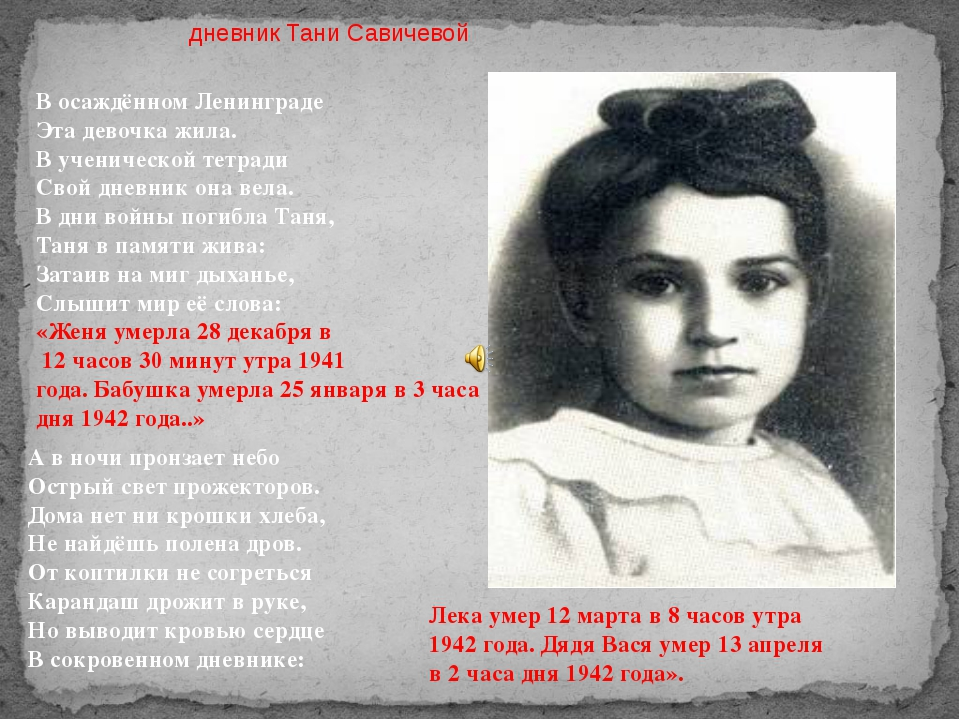 дневник Тани Савичевой
В осаждённом Ленинграде
Эта девочка жила.
В ученической тетради
Свой дневник она вела.
В дни войны погибла Таня,
Таня в памяти жива:
Затаив на миг дыханье,
Слышит мир её слова:
«Женя умерла 28 декабря в
12 часов 30 минут утра 1941
года. Бабушка умерла 25 января в 3 часа
дня 1942 года..»
А в ночи пронзает небо
Острый свет прожекторов.
Дома нет ни крошки хлеба,
Не найдёшь полена дров.
От коптилки не согреться
Карандаш дрожит в руке,
Но выводит кровью сердце
В сокровенном дневнике:
Лека умер 12 марта в 8 часов утра
1942 года. Дядя Вася умер 13 апреля
в 2 часа дня 1942 года».